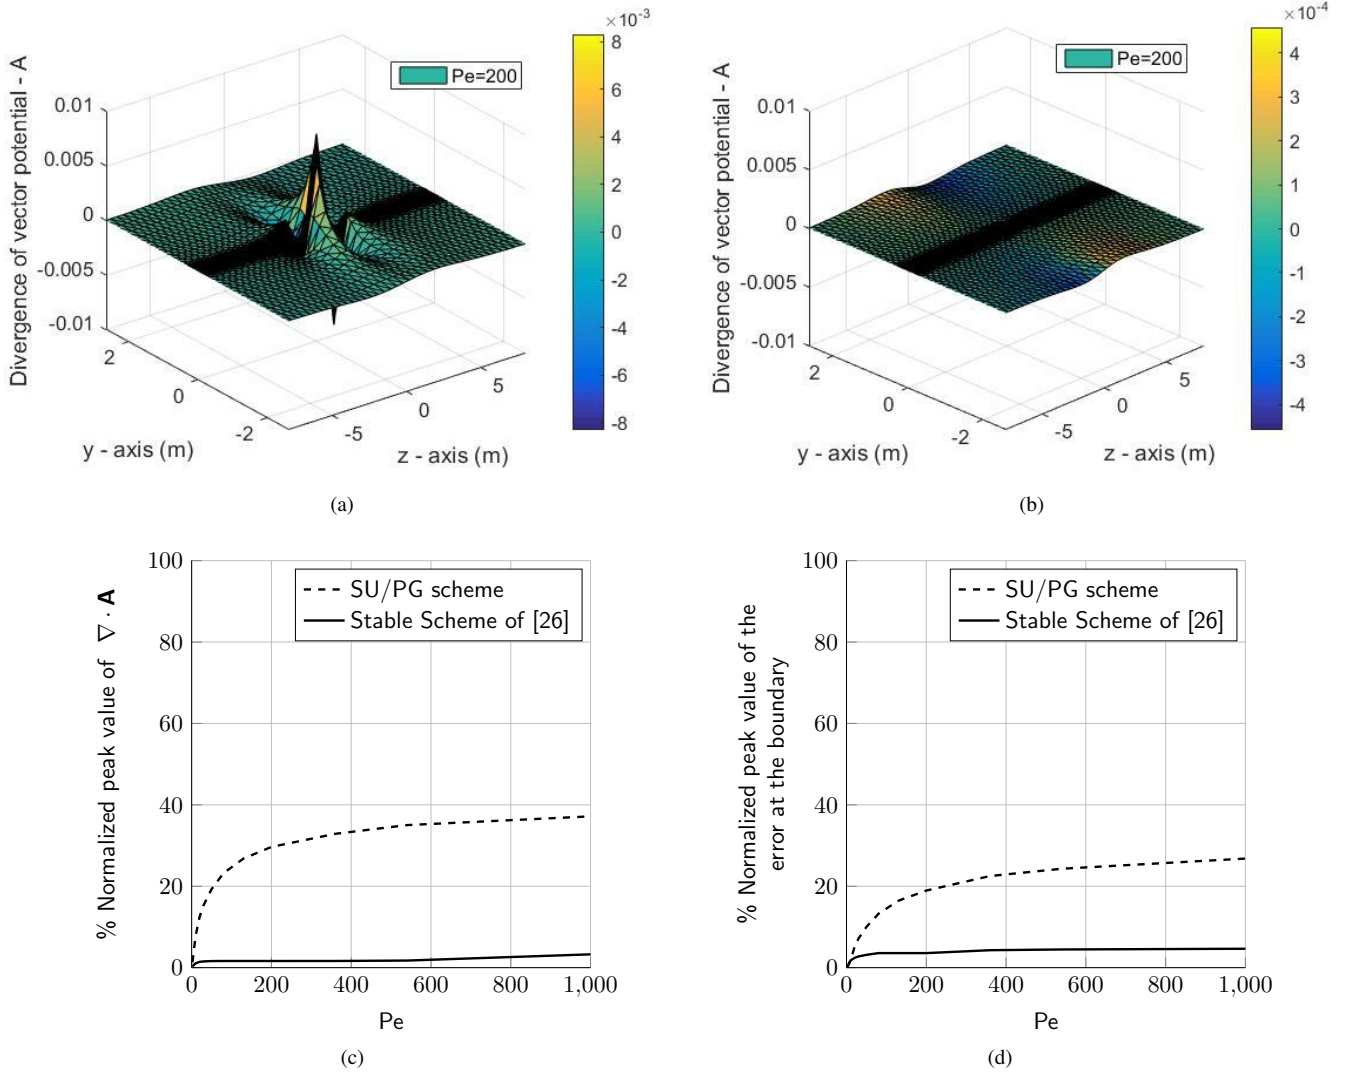 ×10⁻³
Pe=200
Divergence of vector potential - A
0.01
0.005
0
-0.005
-0.01
2
0
-2
y - axis (m)
-5
0
5
z - axis (m)
8
6
4
2
0
-2
-4
-6
-8
(a)
×10⁻⁴
Pe=200
Divergence of vector potential - A
0.01
0.005
0
-0.005
-0.01
2
0
-2
y - axis (m)
-5
0
5
z - axis (m)
4
3
2
1
0
-1
-2
-3
-4
(b)
% Normalized peak value of ∇ · A
100
80
60
40
20
0
SU/PG scheme
Stable Scheme of [26]
0 200 400 600 800 1,000
Pe
(c)
% Normalized peak value of the
error at the boundary
100
80
60
40
20
0
SU/PG scheme
Stable Scheme of [26]
0 200 400 600 800 1,000
Pe
(d)